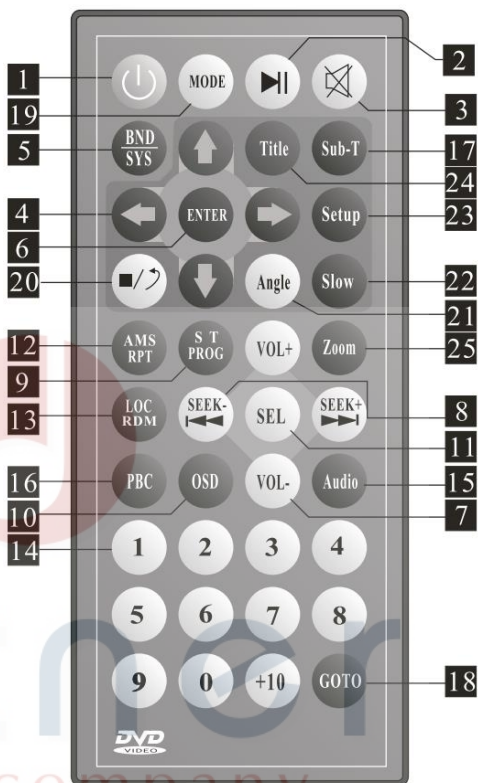 1 MODE 2
19 3
5 BND SYS Title Sub-T 17
24
4 ENTER Setup 23
6
20 Angle Slow 22
21
12 AMS RPT S T PROG VOL+ Zoom 25
9
13 LOC RDM SEEK- SEL SEEK+ 8
11
16 PBC OSD VOL- Audio 15
10 7
14 1 2 3 4
5 6 7 8
9 0 +10 GOTO 18
DVD
VIDEO
ner
company